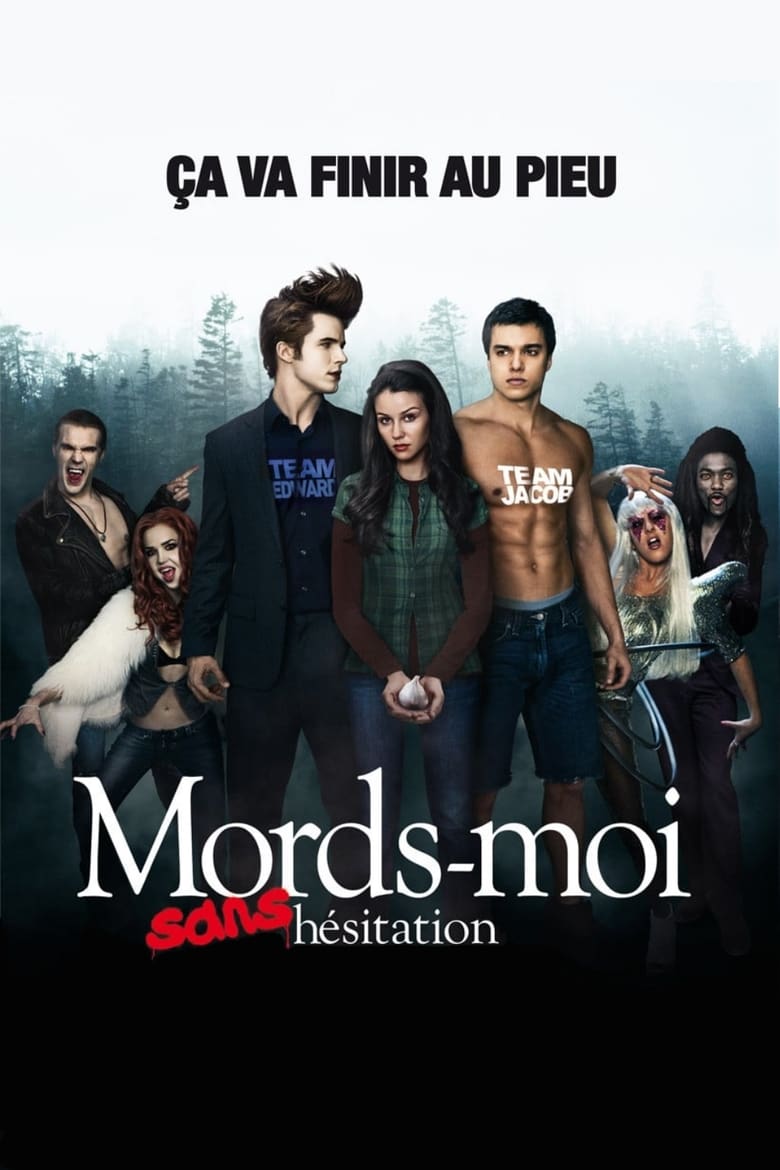 ÇA VA FINIR AU PIEU
TEAM
EDWARD
TEAM
JACOB
Mords-moi
sans hésitation